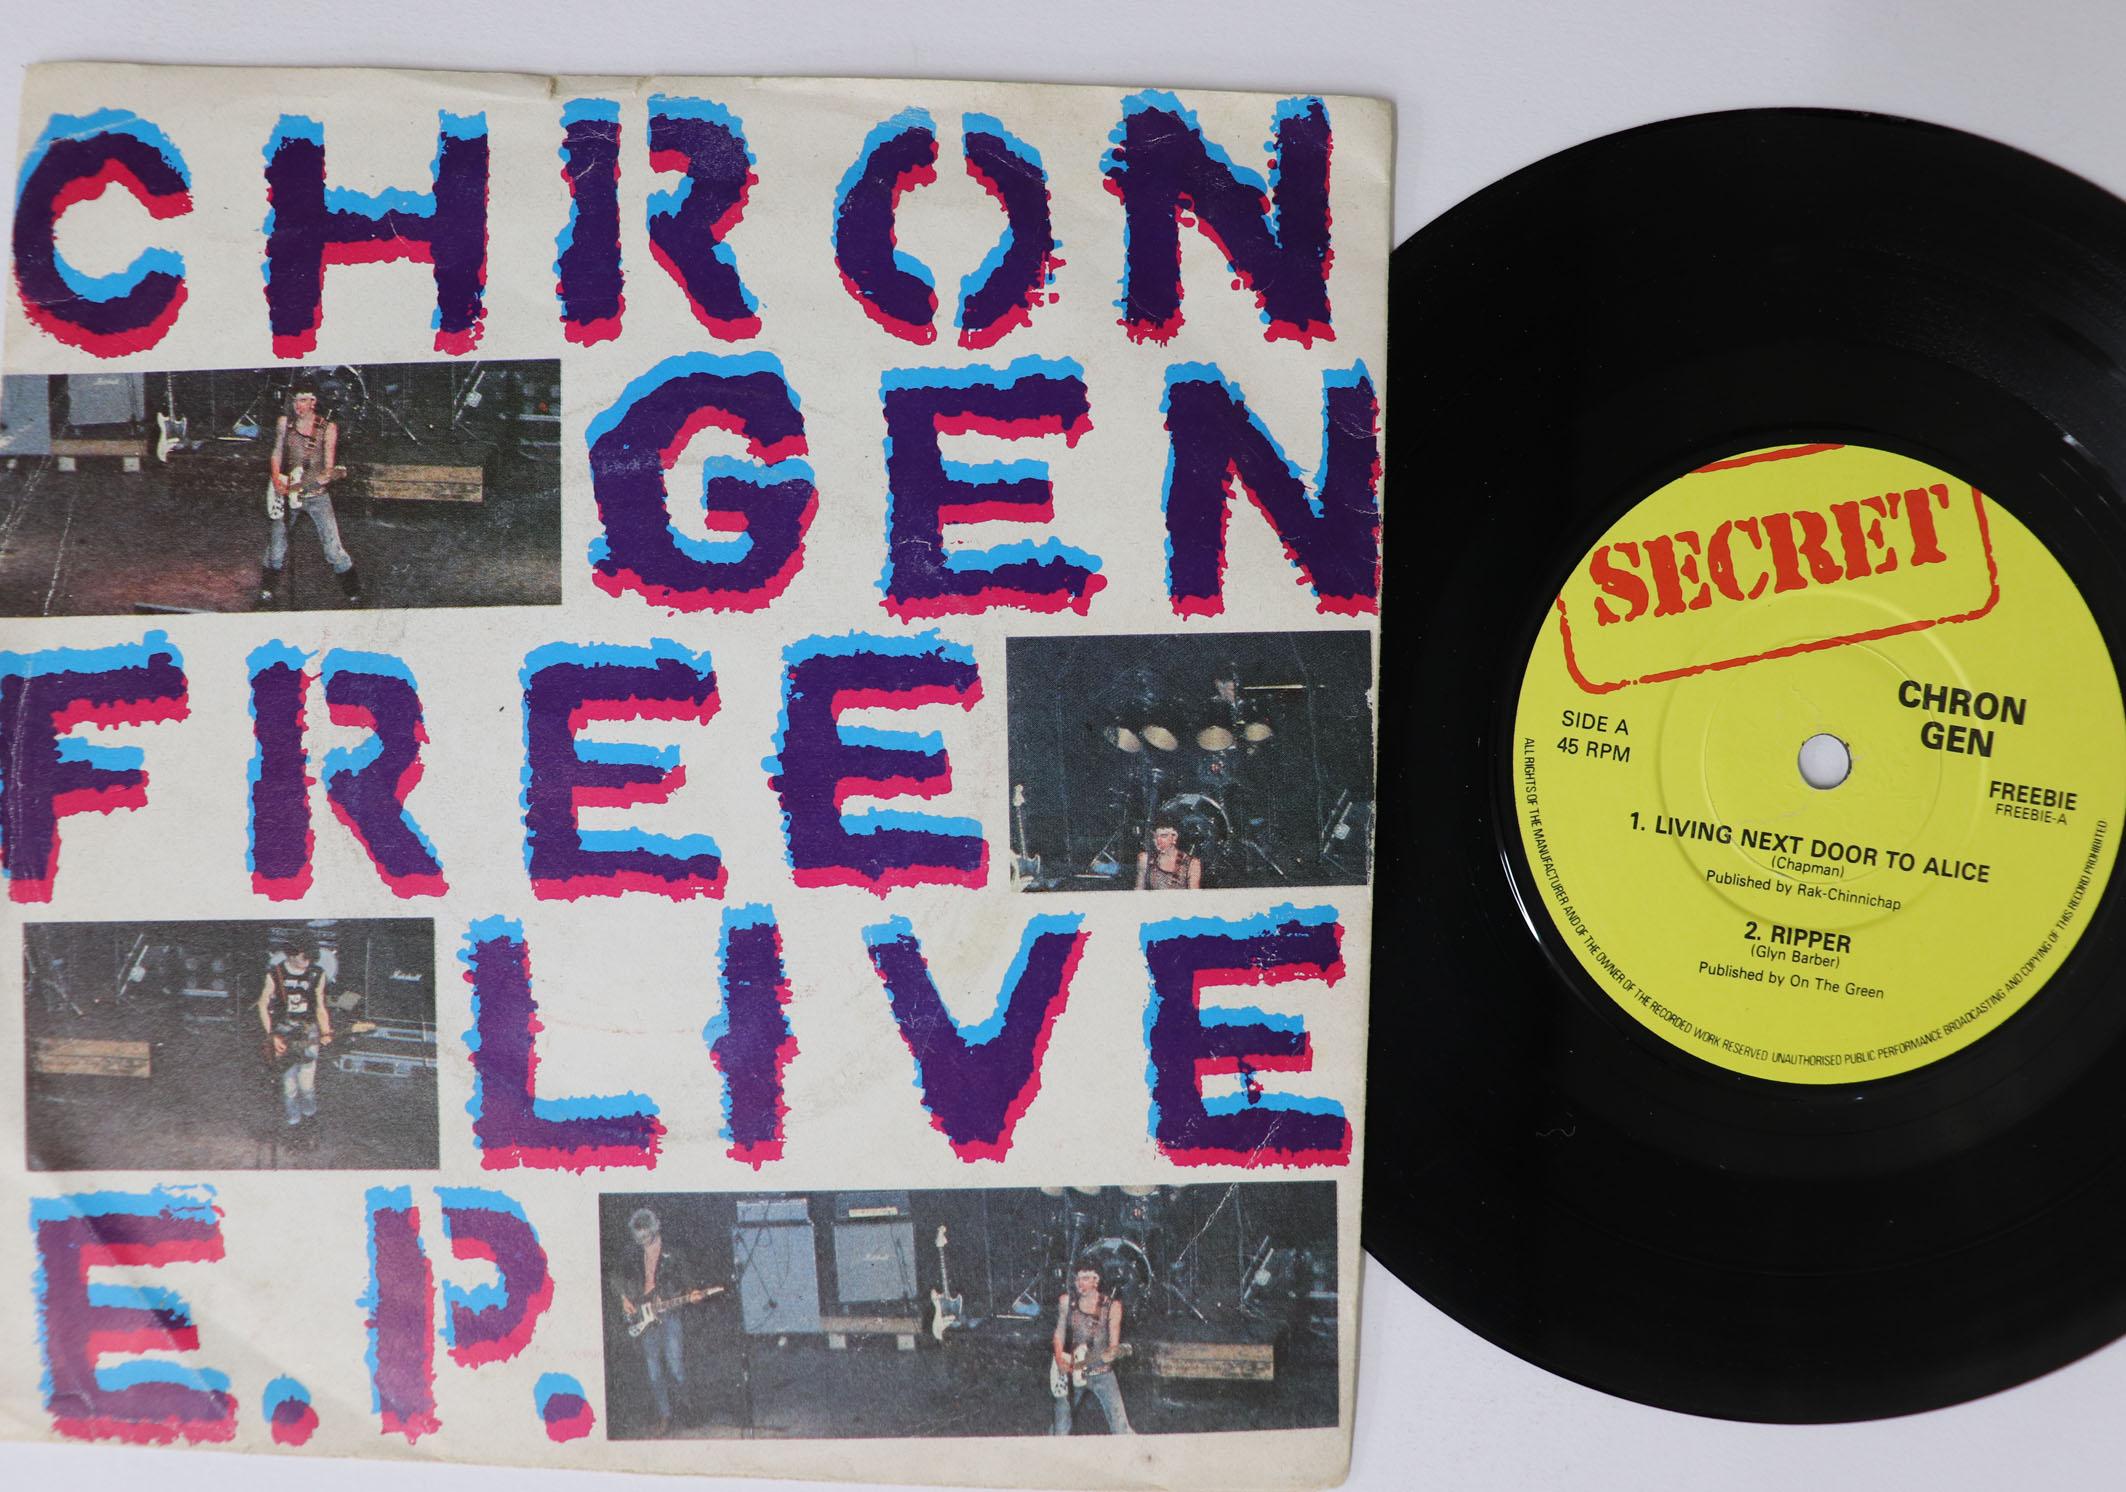 CHRON
GEN
FREE
LIVE
E.P.
SECRET
CHRON
GEN
SIDE A
45 RPM
FREEBIE
FREEBIE-A
1. LIVING NEXT DOOR TO ALICE
(Chapman)
Published by Rak-Chinnichap
2. RIPPER
(Glyn Barber)
Published by On The Green
ALL RIGHTS OF THE MANUFACTURER AND OF THE OWNER OF THE RECORDED WORK RESERVED UNAUTHORISED PUBLIC PERFORMANCE BROADCASTING AND COPYING OF THIS RECORD PROHIBITED